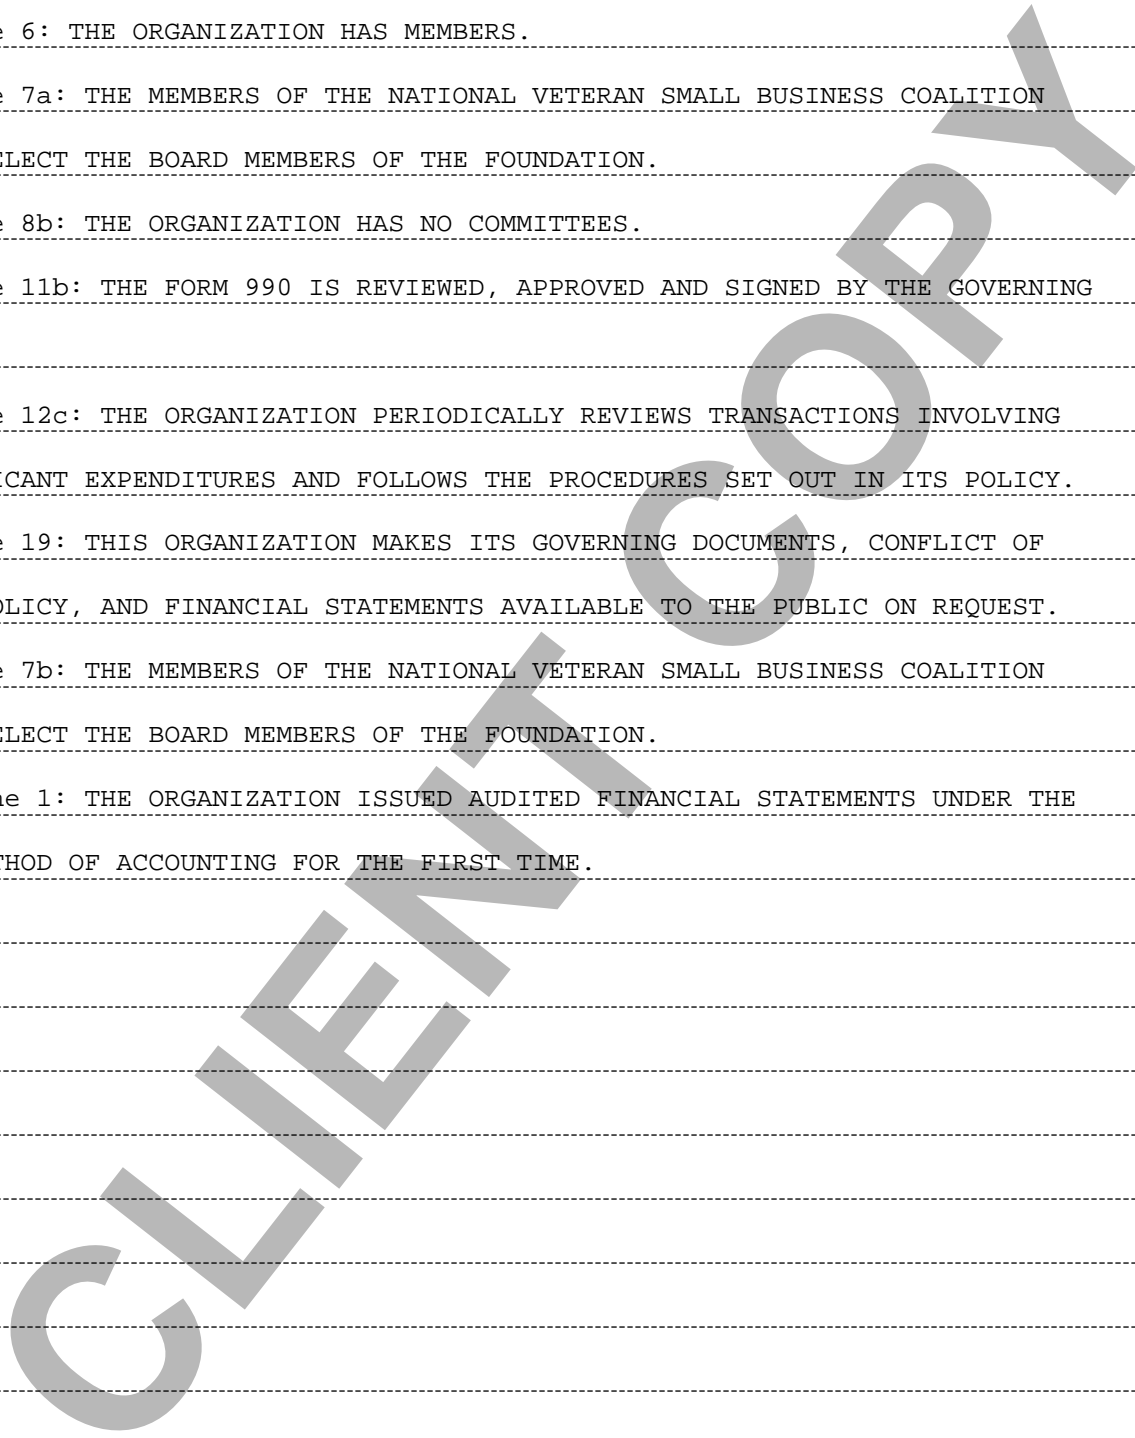 e 6: THE ORGANIZATION HAS MEMBERS.
e 7a: THE MEMBERS OF THE NATIONAL VETERAN SMALL BUSINESS COALITION
ELECT THE BOARD MEMBERS OF THE FOUNDATION.
e 8b: THE ORGANIZATION HAS NO COMMITTEES.
e 11b: THE FORM 990 IS REVIEWED, APPROVED AND SIGNED BY THE GOVERNING
e 12c: THE ORGANIZATION PERIODICALLY REVIEWS TRANSACTIONS INVOLVING
ICANT EXPENDITURES AND FOLLOWS THE PROCEDURES SET OUT IN ITS POLICY.
e 19: THIS ORGANIZATION MAKES ITS GOVERNING DOCUMENTS, CONFLICT OF
OLICY, AND FINANCIAL STATEMENTS AVAILABLE TO THE PUBLIC ON REQUEST.
e 7b: THE MEMBERS OF THE NATIONAL VETERAN SMALL BUSINESS COALITION
ELECT THE BOARD MEMBERS OF THE FOUNDATION.
ne 1: THE ORGANIZATION ISSUED AUDITED FINANCIAL STATEMENTS UNDER THE
THOD OF ACCOUNTING FOR THE FIRST TIME.
CLIENT COPY